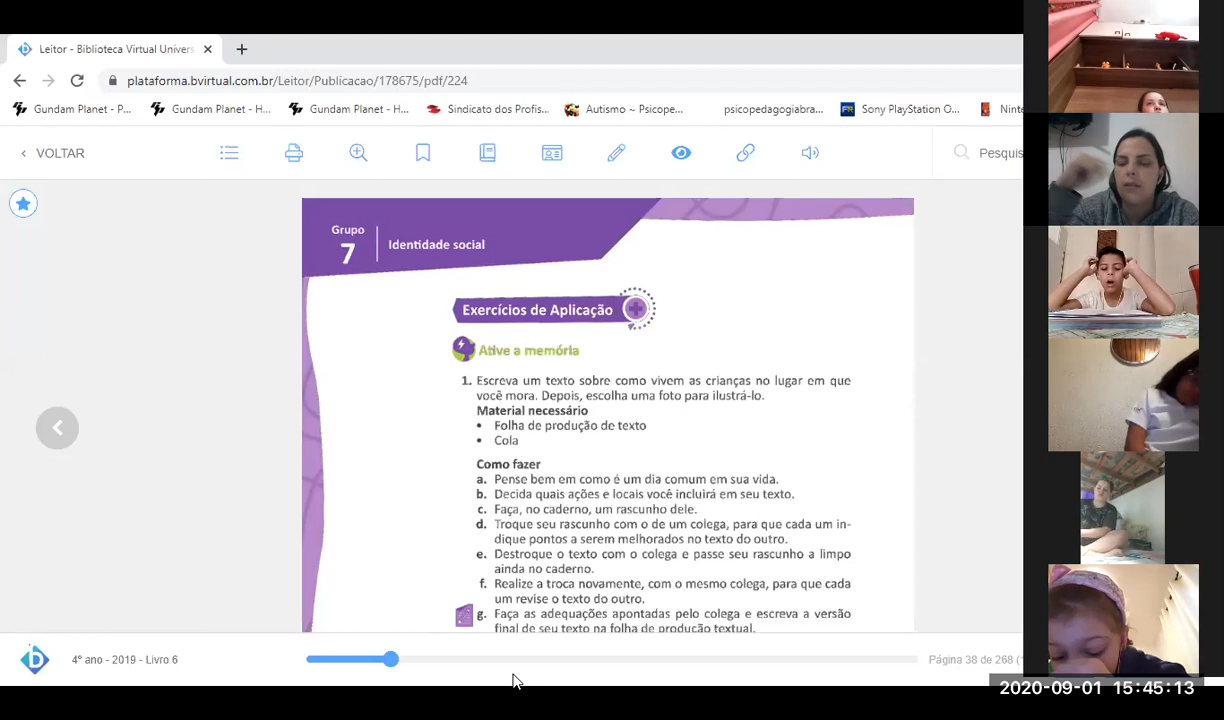 Leitor - Biblioteca Virtual Univers
plataforma.bvirtual.com.br/Leitor/Publicacao/178675/pdf/224
Gundam Planet - P...
Gundam Planet - H...
Gundam Planet - H...
Sindicato dos Profis...
Autismo ~ Psicope...
psicopedagogiabra...
Sony PlayStation O...
Ninte
VOLTAR
Pesquis
Grupo
7
Identidade social
Exercícios de Aplicação
Ative a memória
1. Escreva um texto sobre como vivem as crianças no lugar em que
você mora. Depois, escolha uma foto para ilustrá-lo.
Material necessário
• Folha de produção de texto
• Cola
Como fazer
a. Pense bem em como é um dia comum em sua vida.
b. Decida quais ações e locais você incluirá em seu texto.
c. Faça, no caderno, um rascunho dele.
d. Troque seu rascunho com o de um colega, para que cada um in-
dique pontos a serem melhorados no texto do outro.
e. Destroque o texto com o colega e passe seu rascunho a limpo
ainda no caderno.
f. Realize a troca novamente, com o mesmo colega, para que cada
um revise o texto do outro.
g. Faça as adequações apontadas pelo colega e escreva a versão
final de seu texto na folha de produção textual.
4º ano - 2019 - Livro 6
Página 38 de 268 (1
2020-09-01 15:45:13